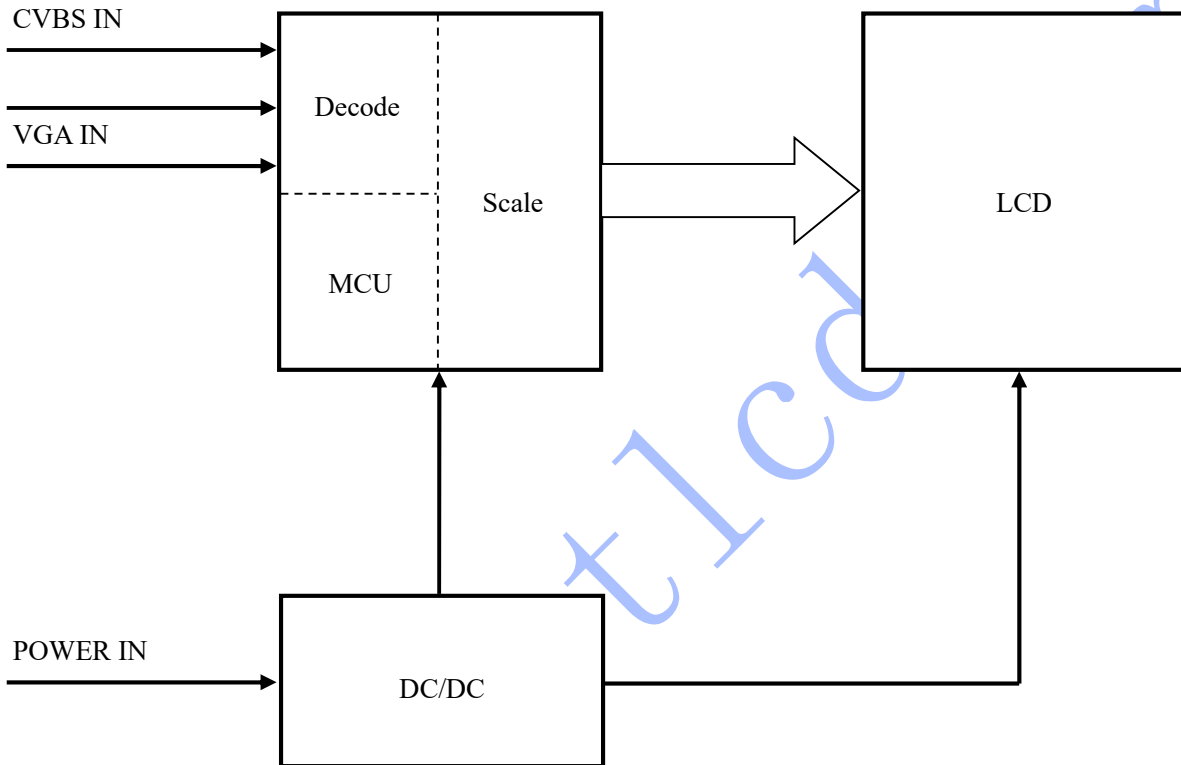 CVBS IN
VGA IN
Decode
Scale
MCU
LCD
POWER IN
DC/DC
tlcd